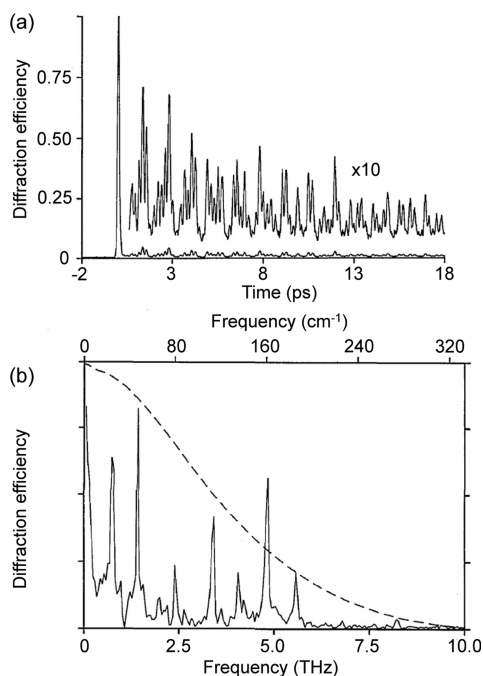 (a)
Diffraction efficiency
0.75
0.50
0.25
0
x10
-2 3 8 13 18
Time (ps)
Frequency (cm-1)
0 80 160 240 320
(b)
Diffraction efficiency
0 2.5 5.0 7.5 10.0
Frequency (THz)